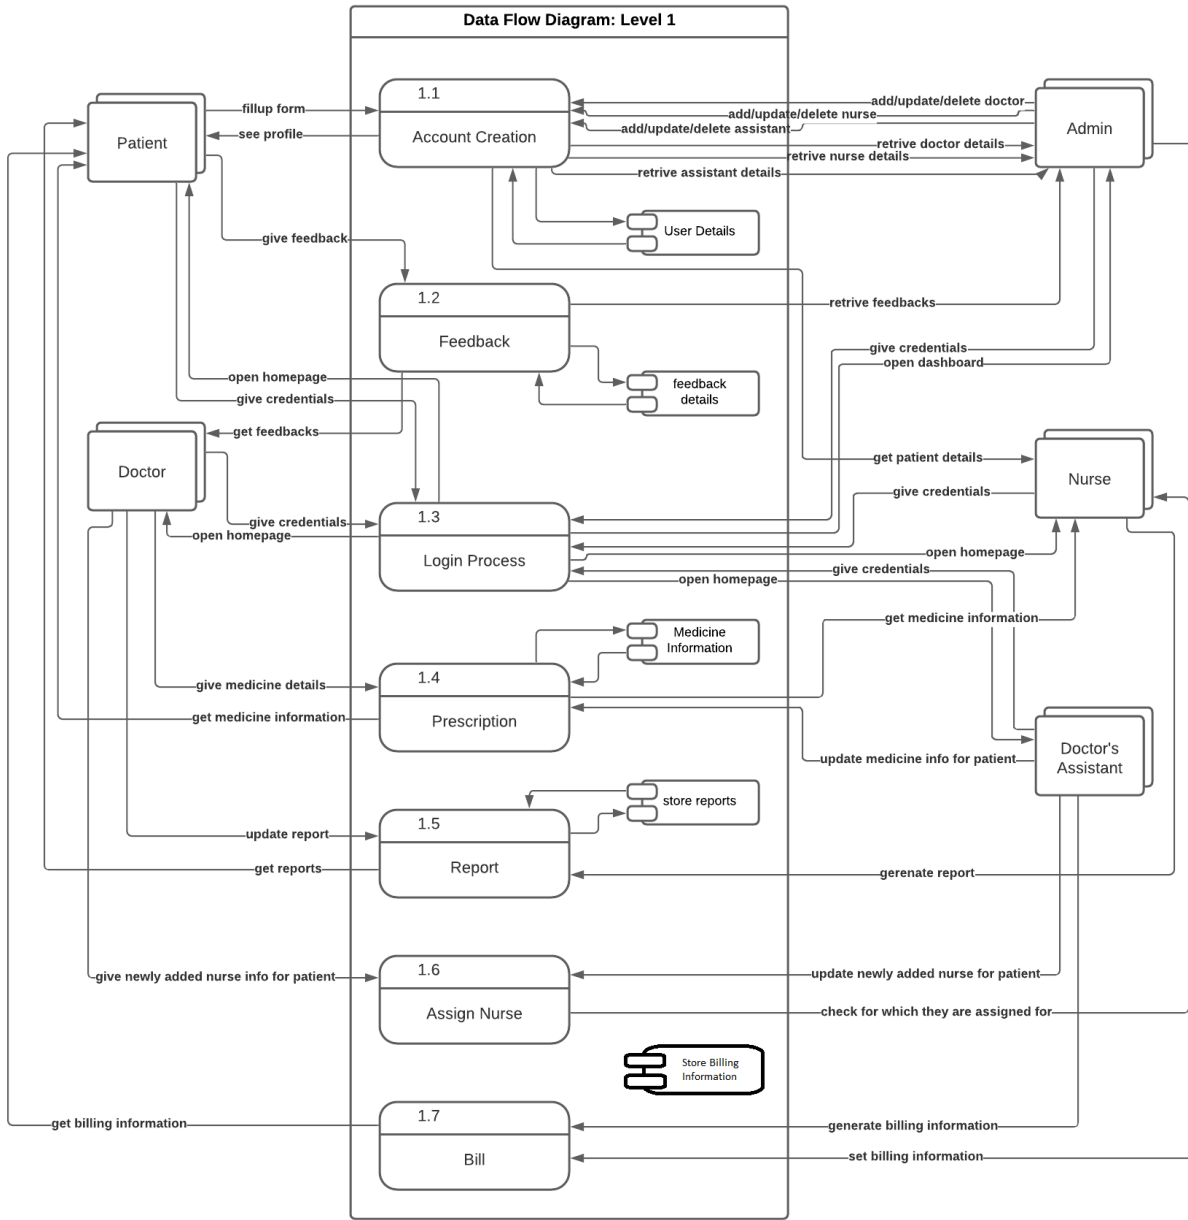 Data Flow Diagram: Level 1
1.1
Account Creation
Patient
Admin
fillup form
see profile
add/update/delete doctor
add/update/delete nurse
add/update/delete assistant
retrive doctor details
retrive nurse details
retrive assistant details
User Details
give feedback
1.2
Feedback
retrive feedbacks
give credentials
open dashboard
feedback
details
open homepage
give credentials
get feedbacks
Doctor
get patient details
Nurse
give credentials
1.3
Login Process
give credentials
open homepage
open homepage
give credentials
open homepage
get medicine information
Medicine
Information
1.4
Prescription
give medicine details
get medicine information
update medicine info for patient
Doctor's
Assistant
store reports
1.5
Report
update report
get reports
gerenate report
1.6
Assign Nurse
give newly added nurse info for patient
update newly added nurse for patient
check for which they are assigned for
Store Billing
Information
1.7
Bill
get billing information
generate billing information
set billing information